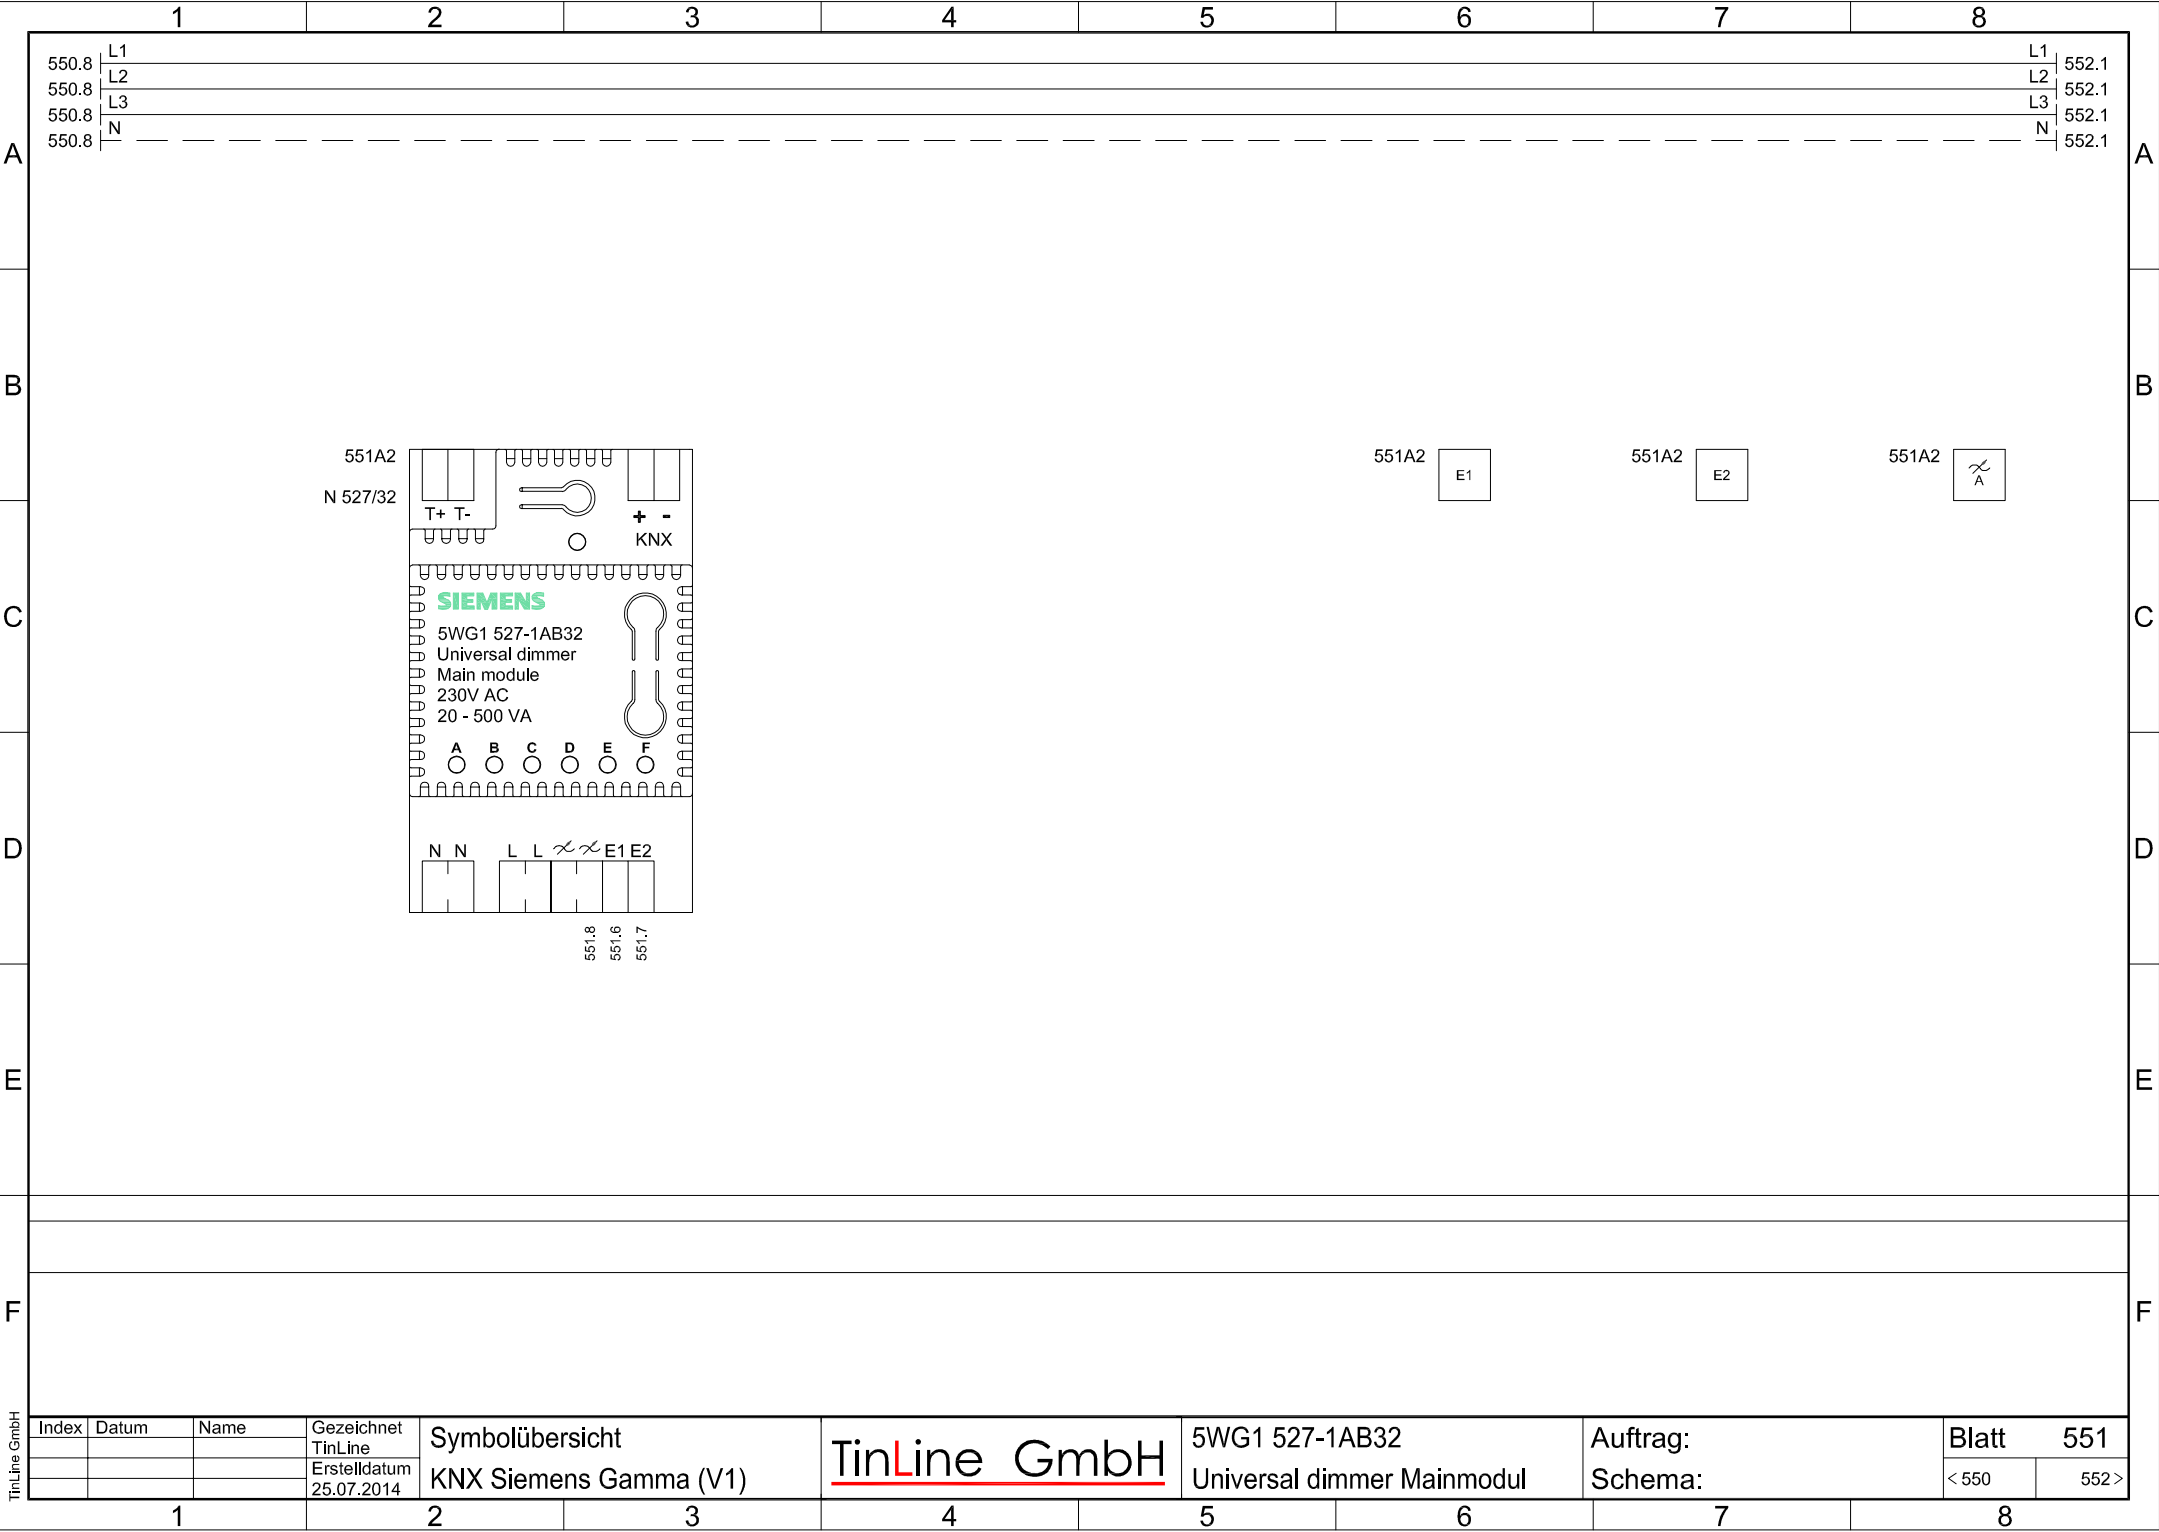 1 2 3 4 5 6 7 8
550.8 L1 L1 552.1
550.8 L2 L2 552.1
550.8 L3 L3 552.1
550.8 N N 552.1
A A
B B
551A2 551A2 E1 551A2 E2 551A2 A
N 527/32
T+ T- + -
KNX
SIEMENS
C C
5WG1 527-1AB32
Universal dimmer
Main module
230V AC
20 - 500 VA
A B C D E F
D D
N N L L E1 E2
551.8 551.6 551.7
E E
F F
TinLine GmbH
Index Datum Name
Gezeichnet
TinLine
Erstelldatum
25.07.2014
Symbolübersicht
KNX Siemens Gamma (V1)
TinLine GmbH
5WG1 527-1AB32
Universal dimmer Mainmodul
Auftrag:
Schema:
Blatt 551
< 550 552 >
1 2 3 4 5 6 7 8